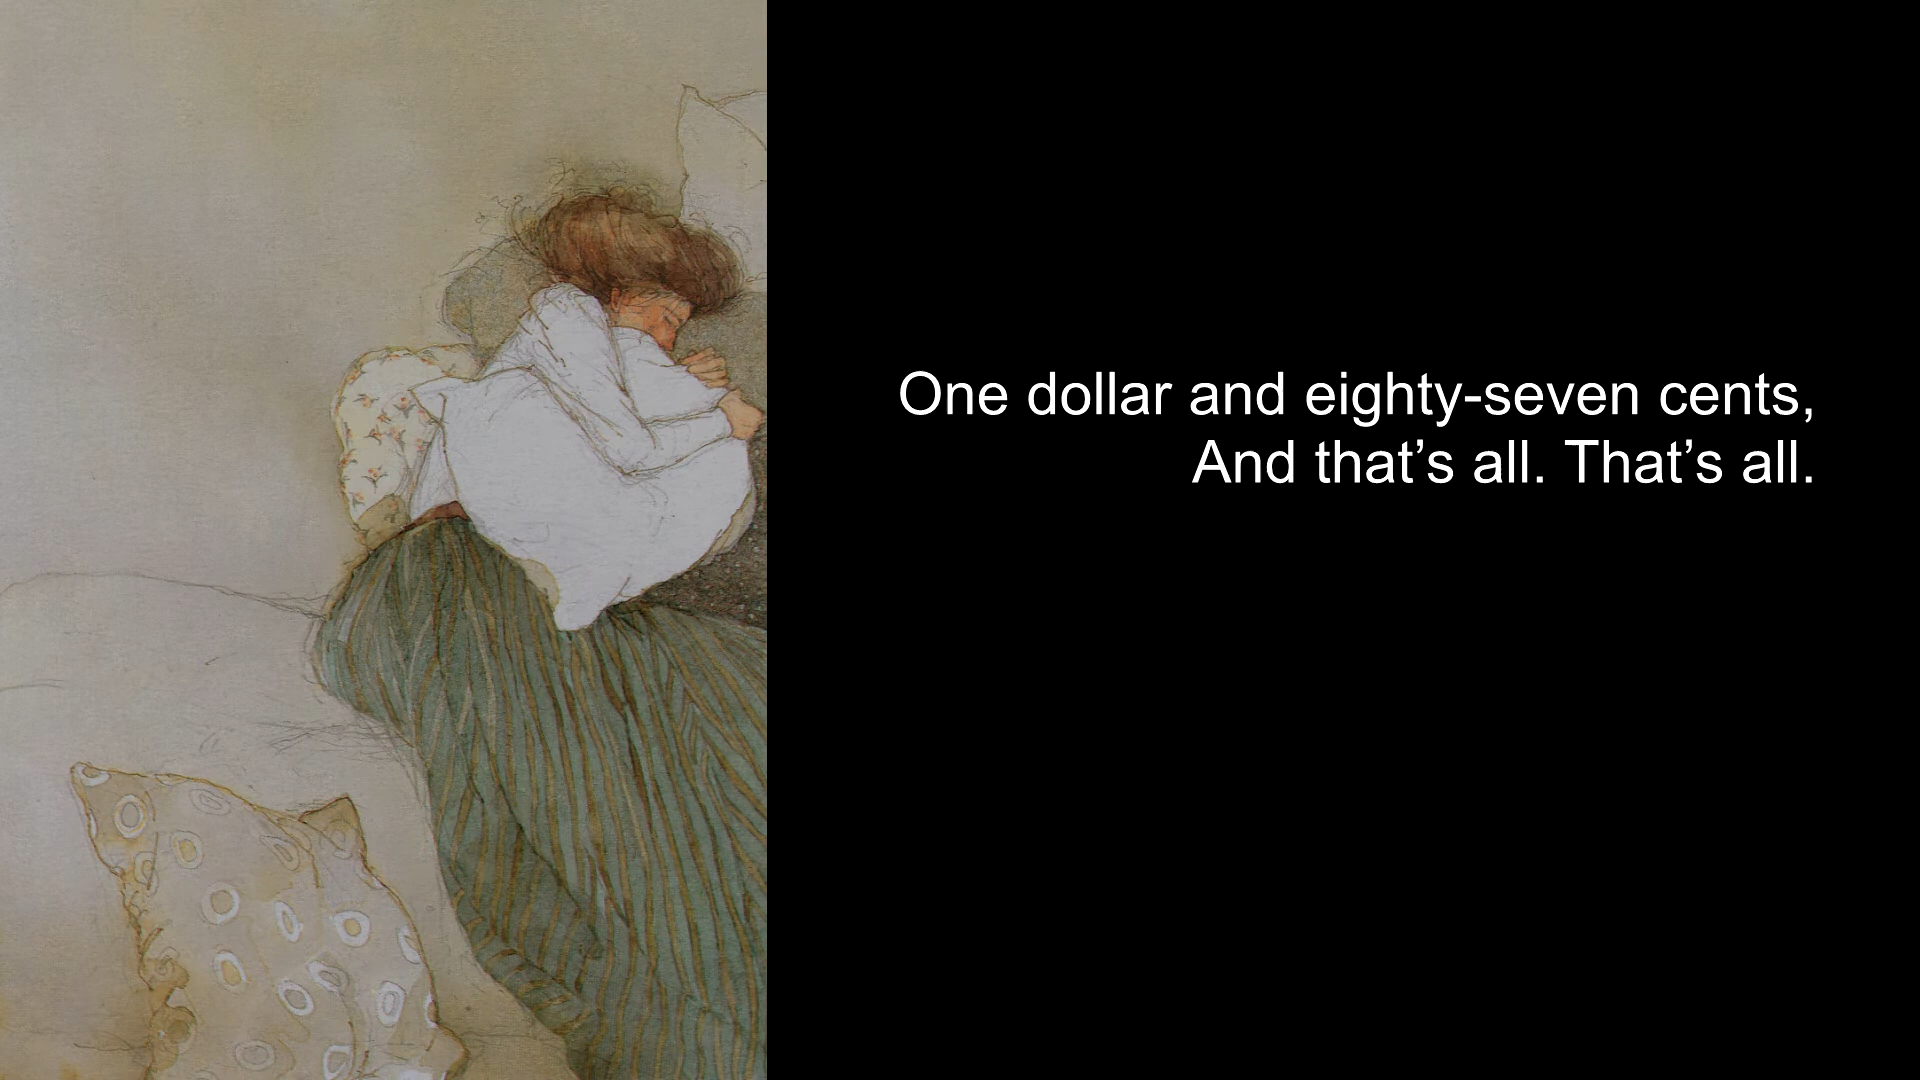 One dollar and eighty-seven cents,
And that’s all. That’s all.